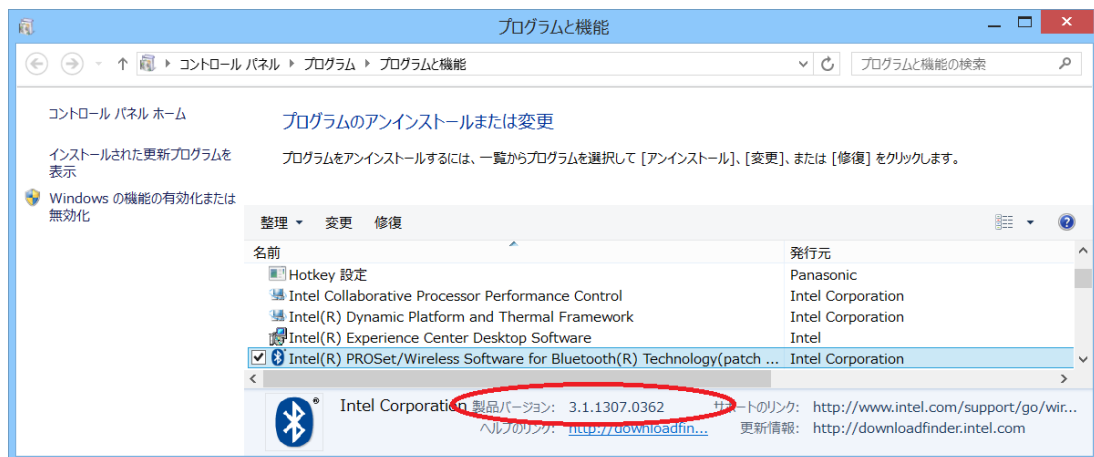 プログラムと機能
コントロール パネル プログラム プログラムと機能
プログラムと機能の検索
コントロール パネル ホーム
インストールされた更新プログラムを
表示
Windows の機能の有効化または
無効化
プログラムのアンインストールまたは変更
プログラムをアンインストールするには、一覧からプログラムを選択して [アンインストール]、[変更]、または [修復] をクリックします。
整理 変更 修復
名前 発行元
Hotkey 設定 Panasonic
Intel Collaborative Processor Performance Control Intel Corporation
Intel(R) Dynamic Platform and Thermal Framework Intel Corporation
Intel(R) Experience Center Desktop Software Intel
Intel(R) PROSet/Wireless Software for Bluetooth(R) Technology(patch ... Intel Corporation
Intel Corporation 製品バージョン: 3.1.1307.0362 サポートのリンク: http://www.intel.com/support/go/wir...
ヘルプのリンク: http://downloadfin... 更新情報: http://downloadfinder.intel.com